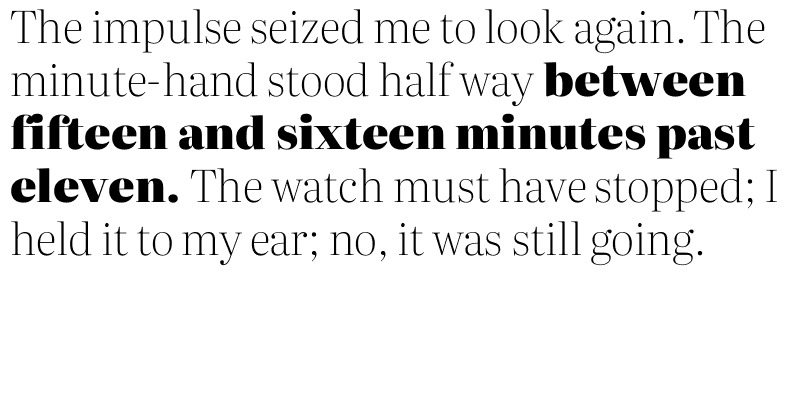 The impulse seized me to look again. The
minute-hand stood half way between
fifteen and sixteen minutes past
eleven. The watch must have stopped; I
held it to my ear; no, it was still going.